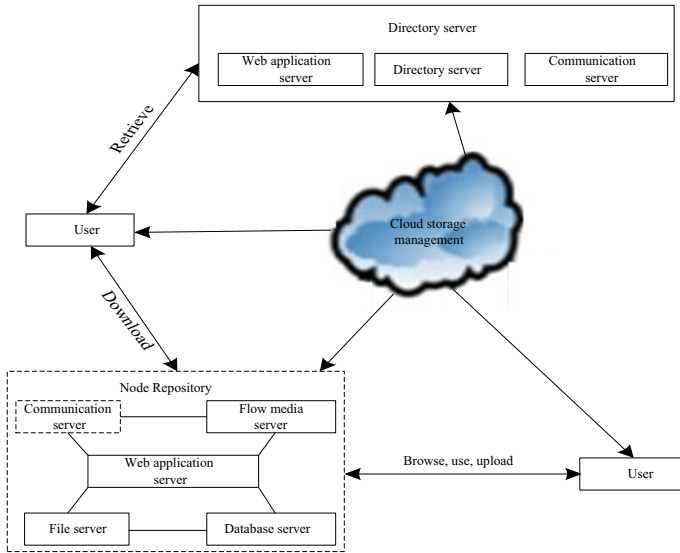 Directory server
Web application
server
Directory server
Communication
server
Retrieve
User
Cloud storage
management
Download
Node Repository
Communication
server
Flow media
server
Web application
server
File server
Database server
Browse, use, upload
User